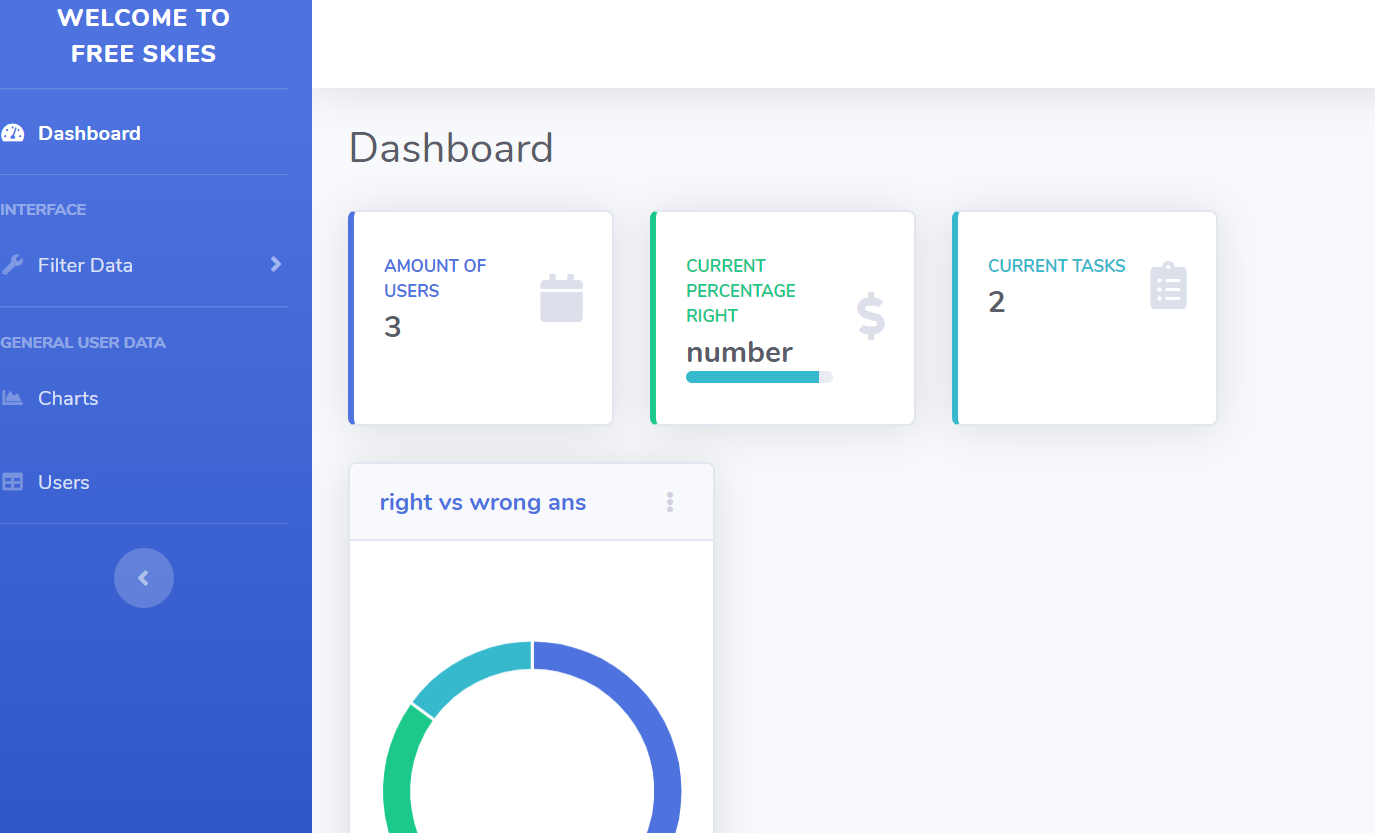 WELCOME TO
FREE SKIES
Dashboard
INTERFACE
Filter Data
GENERAL USER DATA
Charts
Users
Dashboard
AMOUNT OF
USERS
3
CURRENT
PERCENTAGE
RIGHT
number
CURRENT TASKS
2
right vs wrong ans